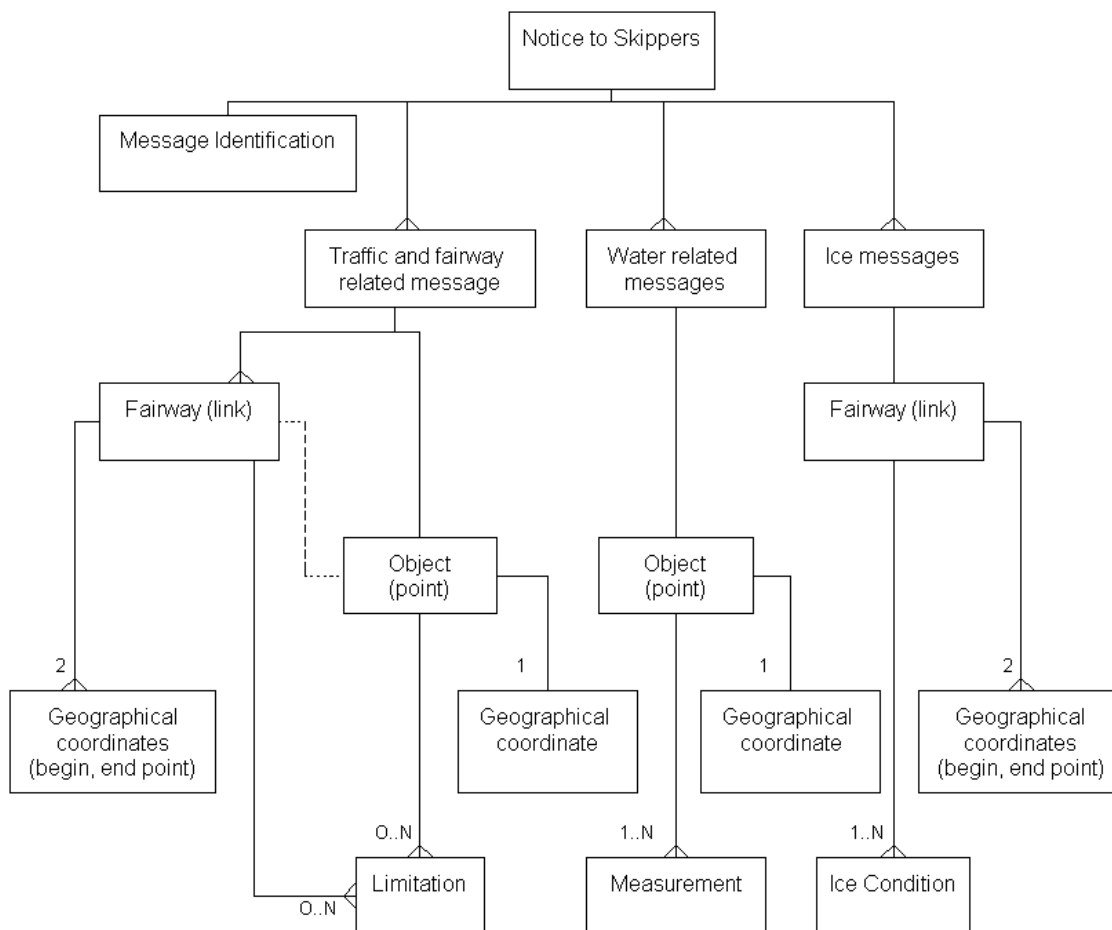 Notice to Skippers
Message Identification
Traffic and fairway
related message
Water related
messages
Ice messages
Fairway (link)
Fairway (link)
Object
(point)
Object
(point)
2
1
1
2
Geographical
coordinates
(begin, end point)
Geographical
coordinate
Geographical
coordinate
Geographical
coordinates
(begin, end point)
0..N
1..N
1..N
Limitation
Measurement
Ice Condition
0..N